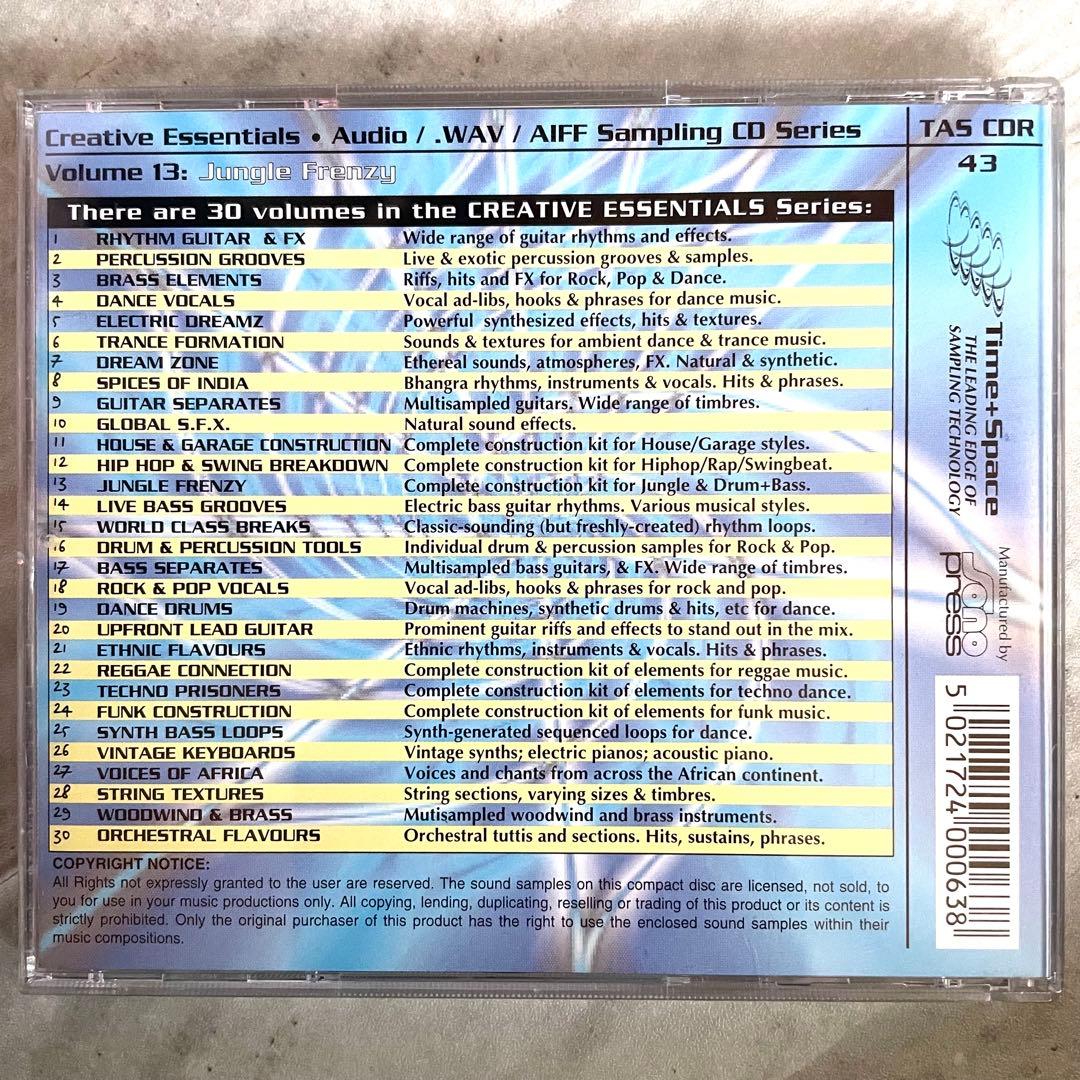 Creative Essentials • Audio / .WAV / AIFF Sampling CD Series
Volume 13: Jungle Frenzy
There are 30 volumes in the CREATIVE ESSENTIALS Series:
1 RHYTHM GUITAR & FX Wide range of guitar rhythms and effects.
2 PERCUSSION GROOVES Live & exotic percussion grooves & samples.
3 BRASS ELEMENTS Riffs, hits and FX for Rock, Pop & Dance.
4 DANCE VOCALS Vocal ad-libs, hooks & phrases for dance music.
5 ELECTRIC DREAMZ Powerful synthesized effects, hits & textures.
6 TRANCE FORMATION Sounds & textures for ambient dance & trance music.
7 DREAM ZONE Ethereal sounds, atmospheres, FX. Natural & synthetic.
8 SPICES OF INDIA Bhangra rhythms, instruments & vocals. Hits & phrases.
9 GUITAR SEPARATES Multisampled guitars, Wide range of timbres.
10 GLOBAL S.F.X. Natural sound effects.
11 HOUSE & GARAGE CONSTRUCTION Complete construction kit for House/Garage styles.
12 HIP HOP & SWING BREAKDOWN Complete construction kit for Hiphop/Rap/Swingbeat.
13 JUNGLE FRENZY Complete construction kit for Jungle & Drum+Bass.
14 LIVE BASS GROOVES Electric bass guitar rhythms. Various musical styles.
15 WORLD CLASS BREAKS Classic-sounding (but freshly-created) rhythm loops.
16 DRUM & PERCUSSION TOOLS Individual drum & percussion samples for Rock & Pop.
17 BASS SEPARATES Multisampled bass guitars, & FX. Wide range of timbres.
18 ROCK & POP VOCALS Vocal ad-libs, hooks & phrases for rock and pop.
19 DANCE DRUMS Drum machines, synthetic drums & hits, etc for dance.
20 UPFRONT LEAD GUITAR Prominent guitar riffs and effects to stand out in the mix.
21 ETHNIC FLAVOURS Ethnic rhythms, instruments & vocals. Hits & phrases.
22 REGGAE CONNECTION Complete construction kit of elements for reggae music.
23 TECHNO PRISONERS Complete construction kit of elements for techno dance.
24 FUNK CONSTRUCTION Complete construction kit of elements for funk music.
25 SYNTH BASS LOOPS Synth-generated sequenced loops for dance.
26 VINTAGE KEYBOARDS Vintage synths; electric pianos; acoustic piano.
27 VOICES OF AFRICA Voices and chants from across the African continent.
28 STRING TEXTURES String sections, varying sizes & timbres.
29 WOODWIND & BRASS Mutisampled woodwind and brass instruments.
30 ORCHESTRAL FLAVOURS Orchestral tuttis and sections. Hits, sustains, phrases.
COPYRIGHT NOTICE:
All Rights not expressly granted to the user are reserved. The sound samples on this compact disc are licensed, not sold, to
you for use in your music productions only. All copying, lending, duplicating, reselling or trading of this product or its content is
strictly prohibited. Only the original purchaser of this product has the right to use the enclosed sound samples within their
music compositions.
TAS CDR
43
Time+Space
THE LEADING EDGE OF
SAMPLING TECHNOLOGY
Manufactured by
sono
press
5 021724 000638